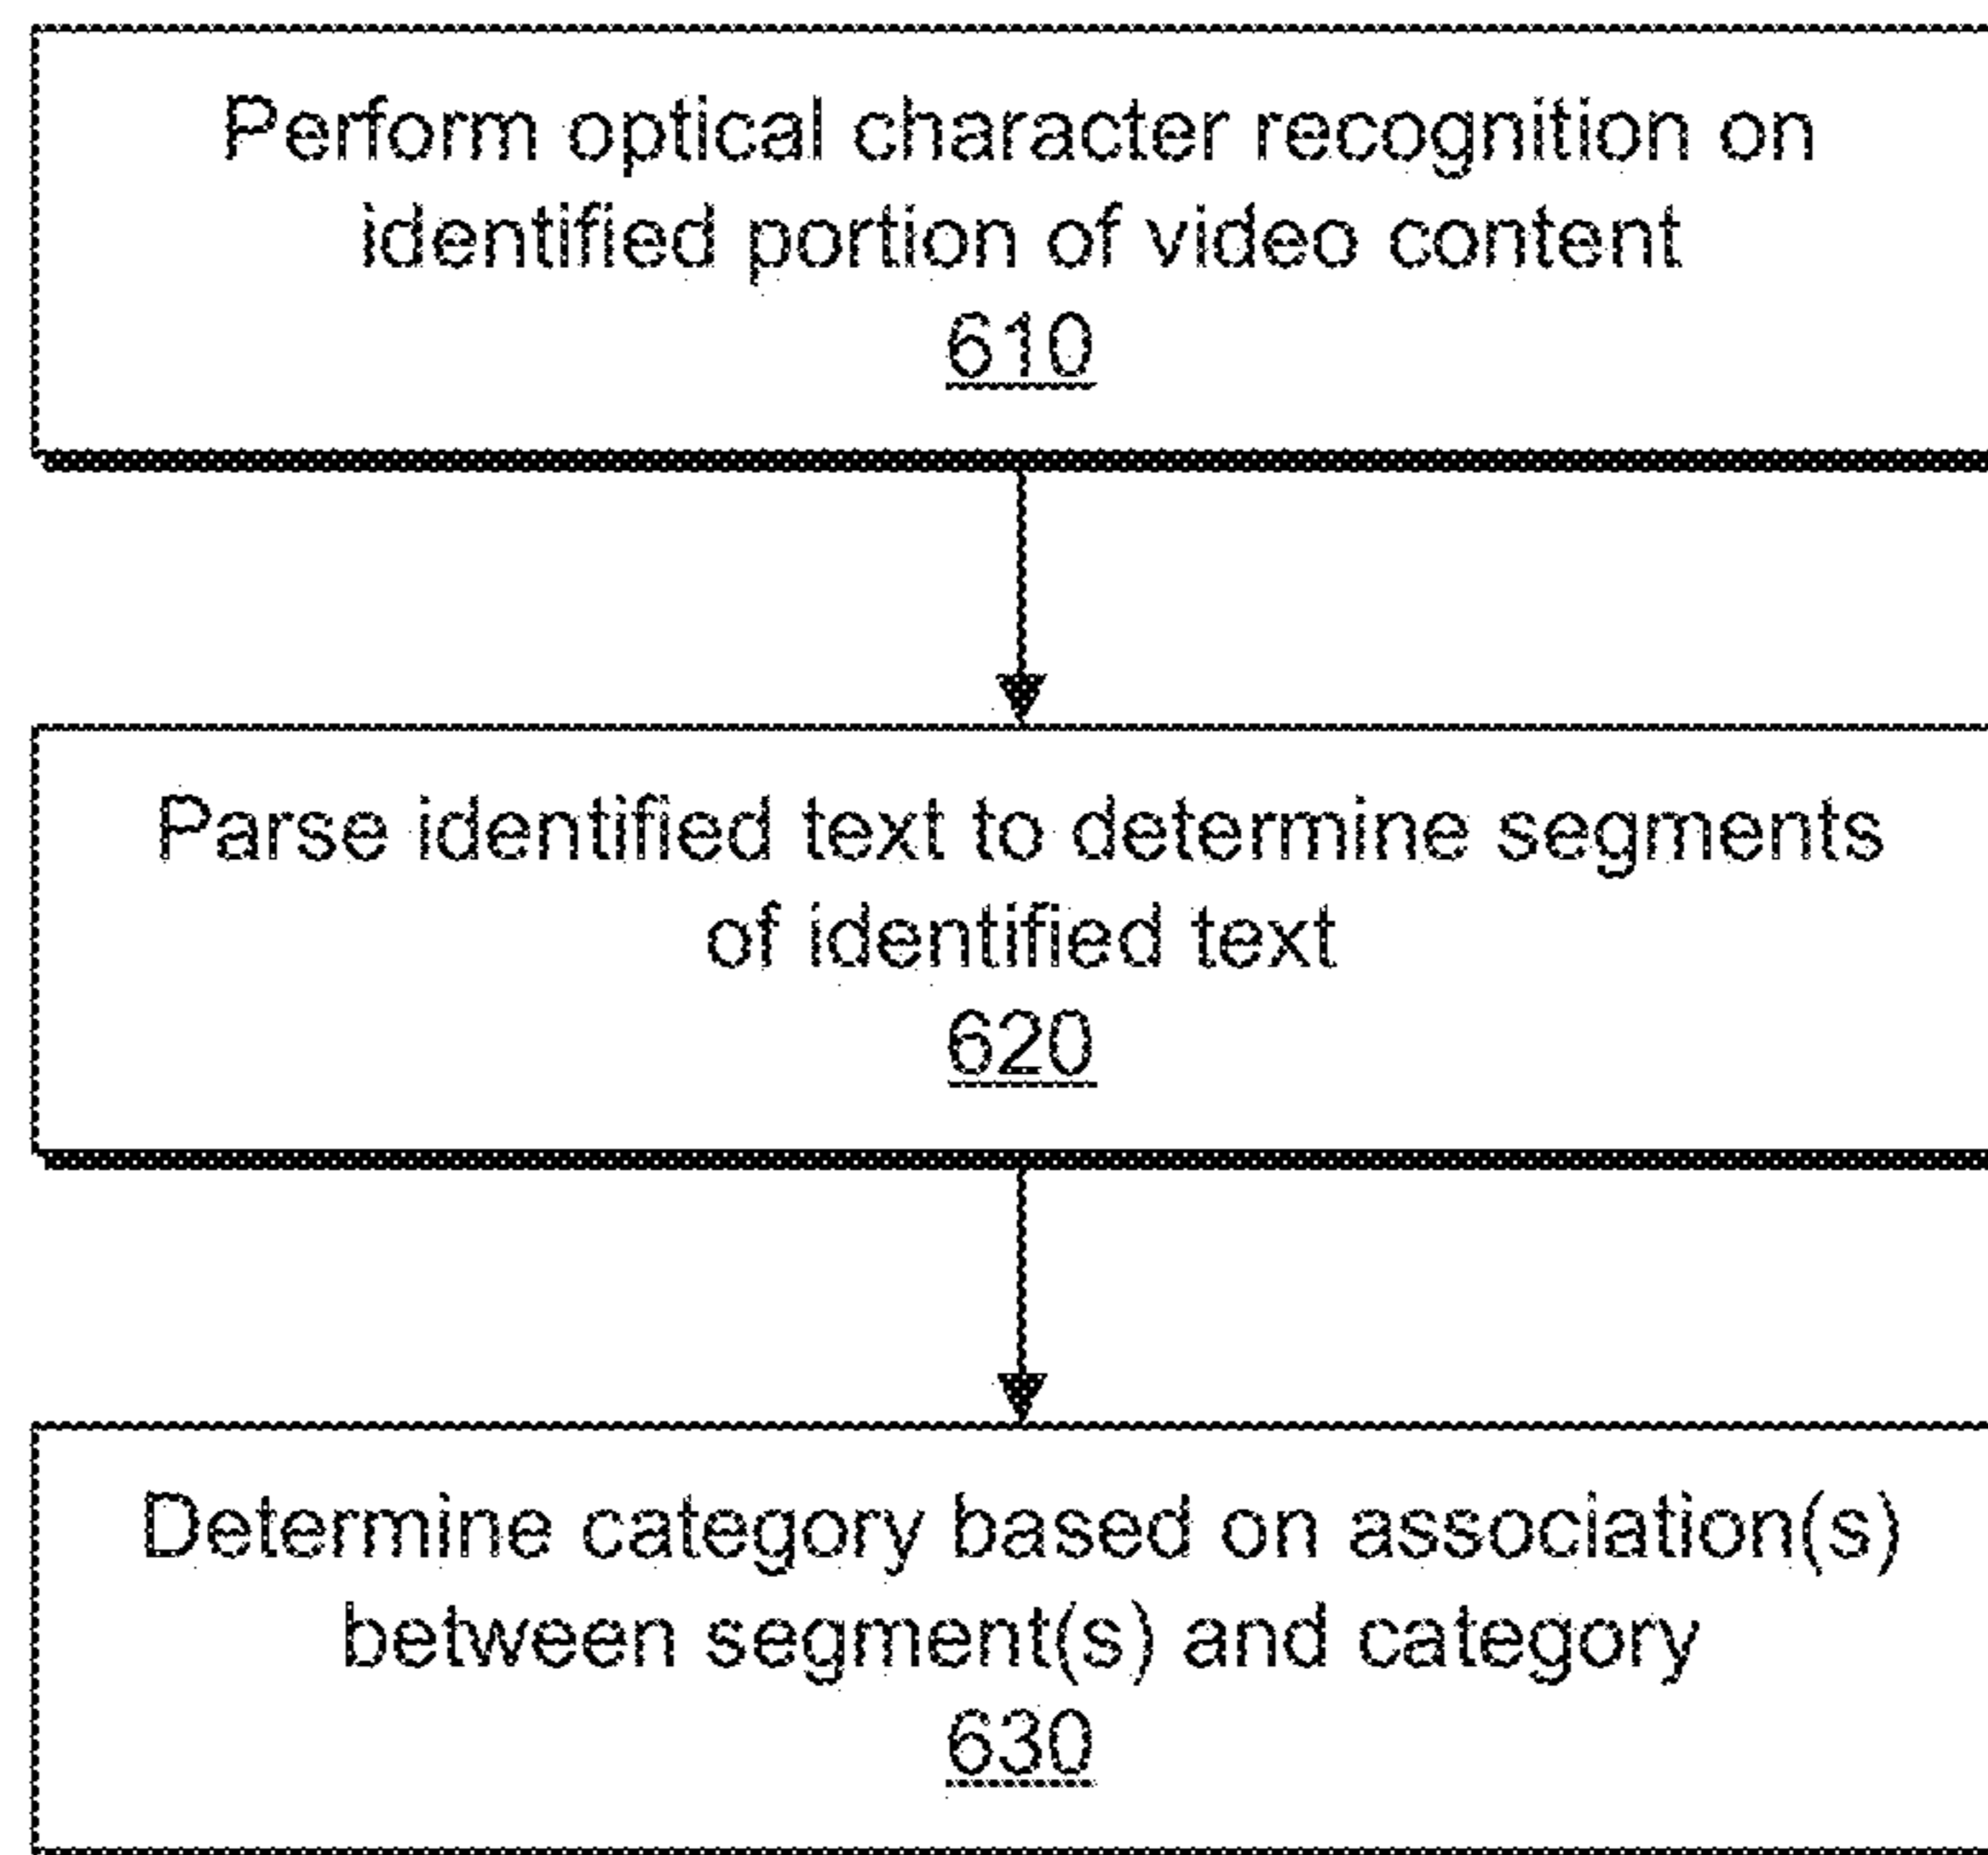 Perform optical character recognition on
identified portion of video content
610
Parse identified text to determine segments
of identified text
620
Determine category based on association(s)
between segment(s) and category
630